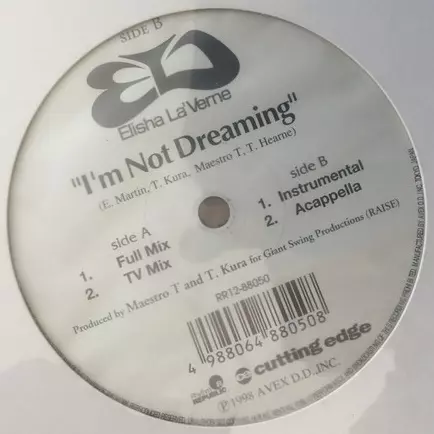 SIDE B
Elisha La'Verne
"I'm Not Dreaming"
(E. Martin, T. Kura, Maestro T. T. Hearne)
side A
1. Full Mix
2. TV Mix
side B
1. Instrumental
2. Acappella
Produced by Maestro T and T. Kura for Giant Swing Productions (RAISE)
RR12-88050
4 988064 880508
REPUBLIC
cutting edge
Ⓟ 1998 AVEX D.D.,INC.